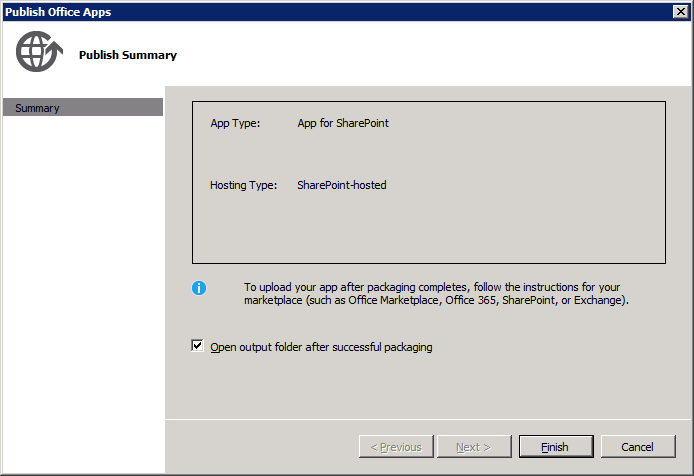 Publish Office Apps
Publish Summary
Summary
App Type: App for SharePoint
Hosting Type: SharePoint-hosted
To upload your app after packaging completes, follow the instructions for your
marketplace (such as Office Marketplace, Office 365, SharePoint, or Exchange).
Open output folder after successful packaging
< Previous Next > Finish Cancel